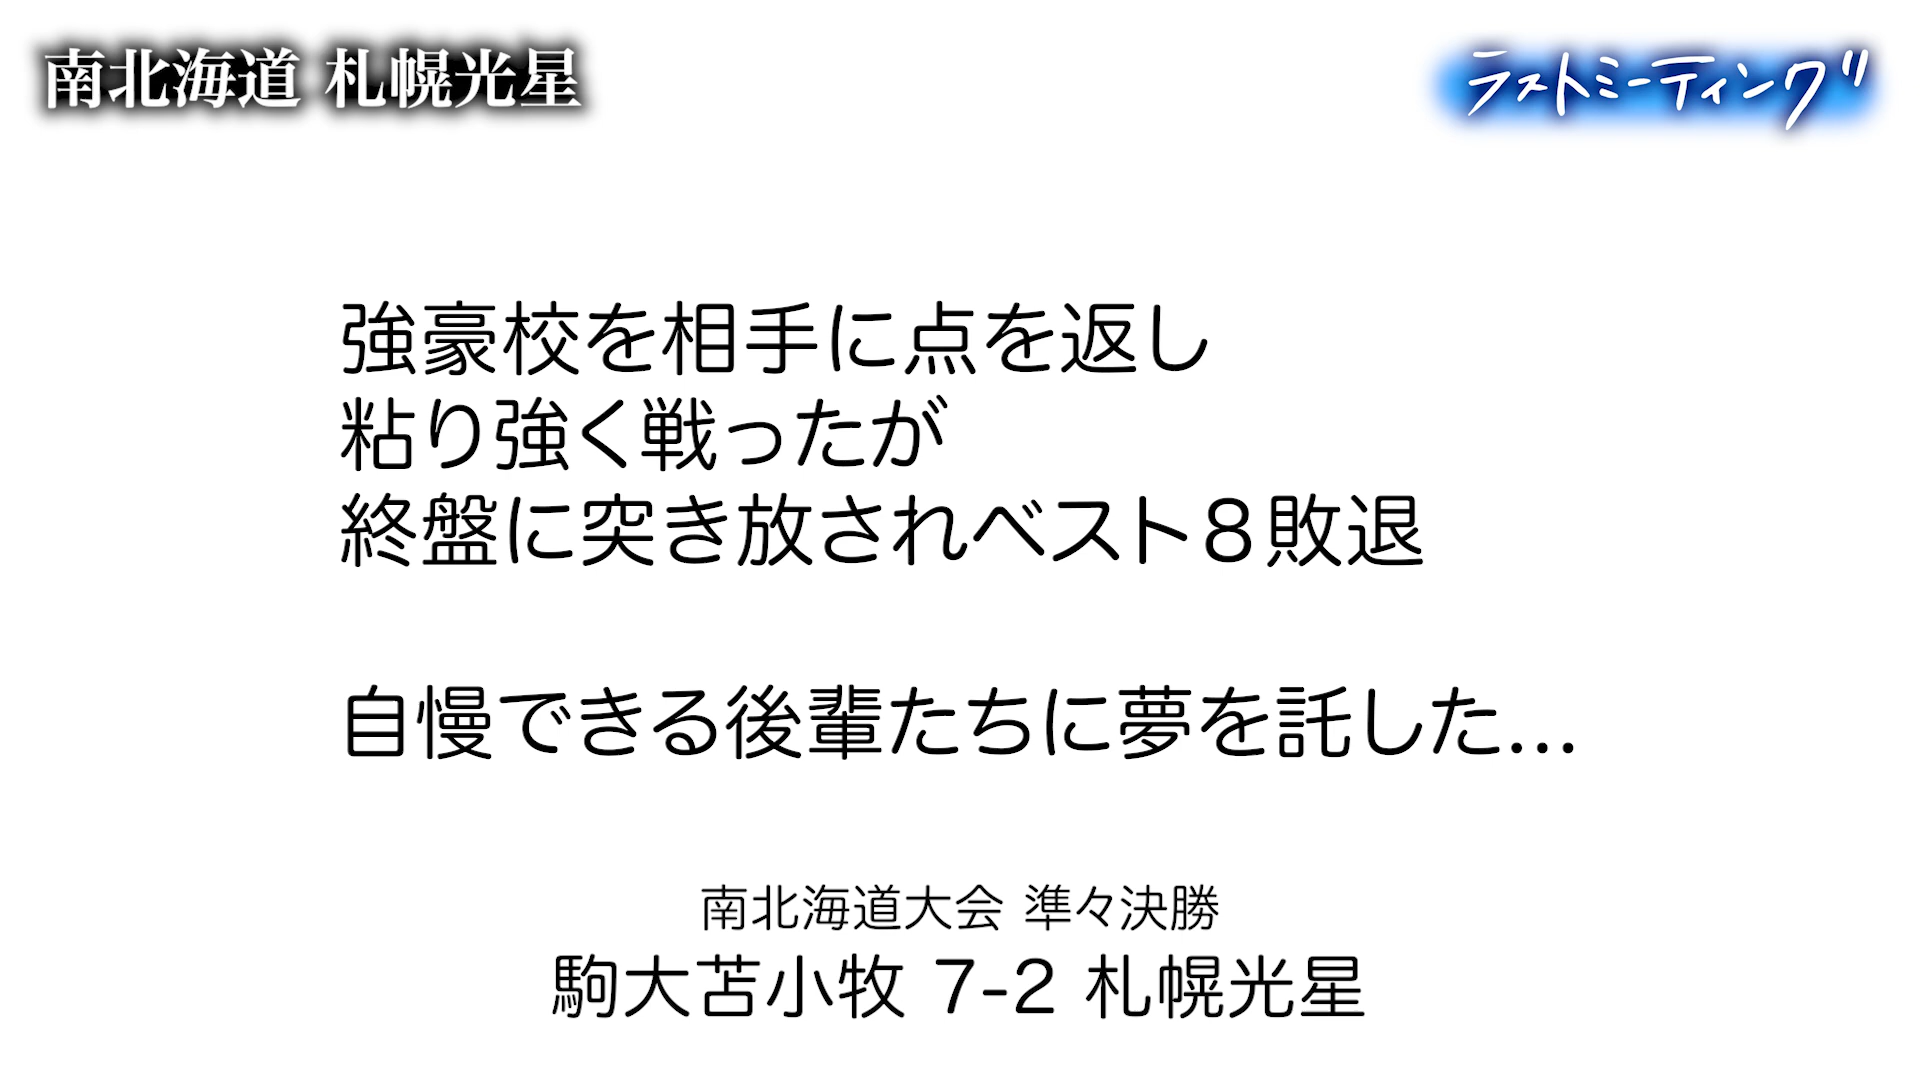 南北海道 札幌光星
ラストミーティング
強豪校を相手に点を返し
粘り強く戦ったが
終盤に突き放されベスト８敗退
自慢できる後輩たちに夢を託した…
南北海道大会 準々決勝
駒大苫小牧 7-2 札幌光星